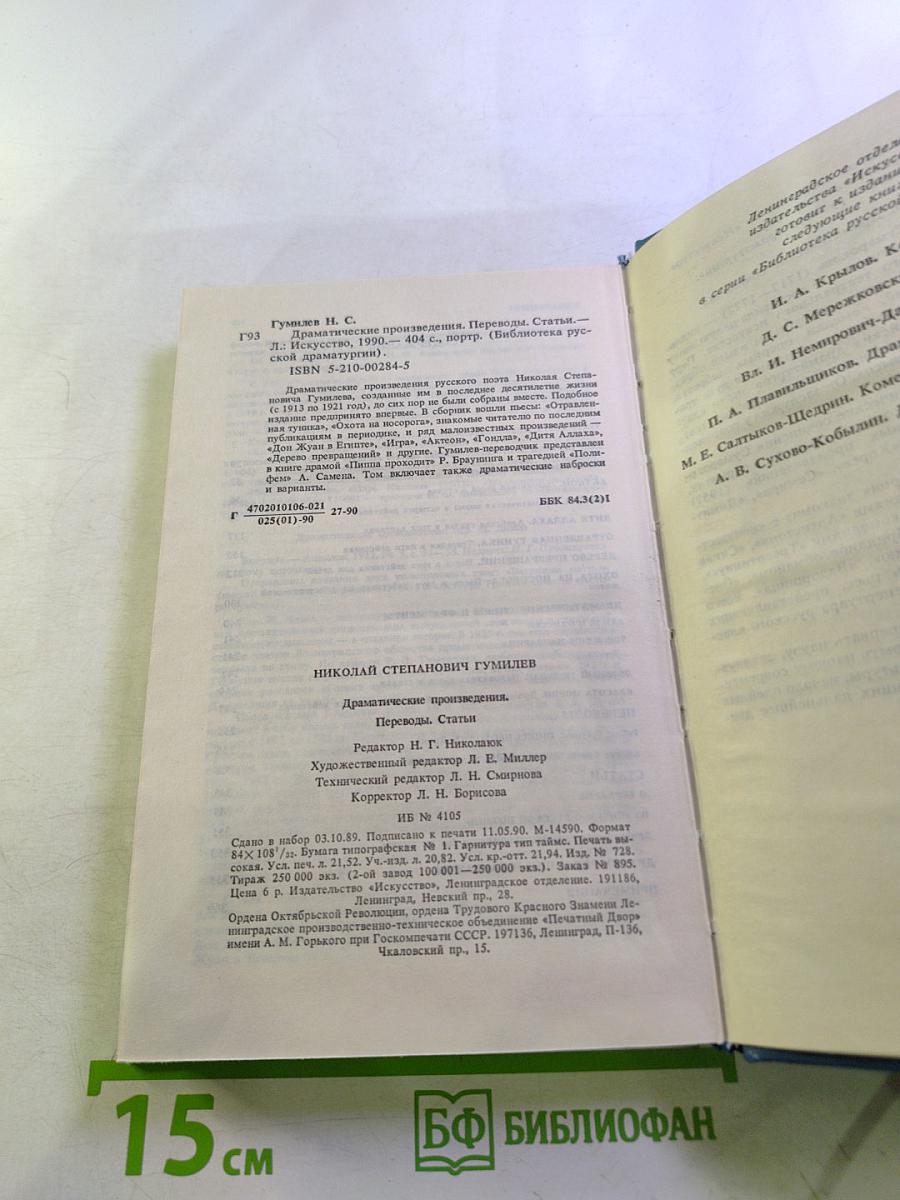 Гумилев Н. С.
Г93 Драматические произведения. Переводы. Статьи.—
Л.: Искусство, 1990.— 404 с., портр. (Библиотека рус-
ской драматургии).
ISBN 5-210-00284-5
Драматические произведения русского поэта Николая Степа-
новича Гумилева, созданные им в последнее десятилетие жизни
(с 1913 по 1921 год), до сих пор не были собраны вместе. Подобное
издание предпринято впервые. В сборник вошли пьесы: «Отравлен-
ная туника», «Охота на носорога», знакомые читателю по последним
публикациям в периодике, и ряд малоизвестных произведений —
«Дон Жуан в Египте», «Игра», «Актеон», «Гондла», «Дитя Аллаха»,
«Дерево превращений» и другие. Гумилев-переводчик представлен
в книге драмой «Пиппа проходит» Р. Браунинга и трагедией «Поли-
фем» А. Самена. Том включает также драматические наброски
и варианты.
Г 4702010106-021
025(01)-90 27-90 ББК 84.3(2)1
НИКОЛАЙ СТЕПАНОВИЧ ГУМИЛЕВ
Драматические произведения.
Переводы. Статьи
Редактор Н. Г. Николаюк
Художественный редактор Л. Е. Миллер
Технический редактор Л. Н. Смирнова
Корректор Л. Н. Борисова
ИБ № 4105
Сдано в набор 03.10.89. Подписано к печати 11.05.90. М-14590. Формат
84×108¹/₃₂. Бумага типографская № 1. Гарнитура тип таймс. Печать вы-
сокая. Усл. печ. л. 21,52. Уч.-изд. л. 20,82. Усл. кр.-отт. 21,94. Изд. № 728.
Тираж 250 000 экз. (2-ой завод 100 001—250 000 экз.). Заказ № 895.
Цена 6 р. Издательство «Искусство», Ленинградское отделение. 191186,
Ленинград, Невский пр., 28.
Ордена Октябрьской Революции, ордена Трудового Красного Знамени Ле-
нинградское производственно-техническое объединение «Печатный Двор»
имени А. М. Горького при Госкомпечати СССР. 197136, Ленинград, П-136,
Чкаловский пр., 15.
Ленинградское отдел
издательства «Искусс
готовит к издани
следующие книг
в серии «Библиотека русской
И. А. Крылов. Ко
Д. С. Мережковск
Вл. И. Немирович-Да
П. А. Плавильщиков. Драм
М. Е. Салтыков-Щедрин. Коме
А. В. Сухово-Кобылин. Д
15 см
БФ БИБЛИОФАН